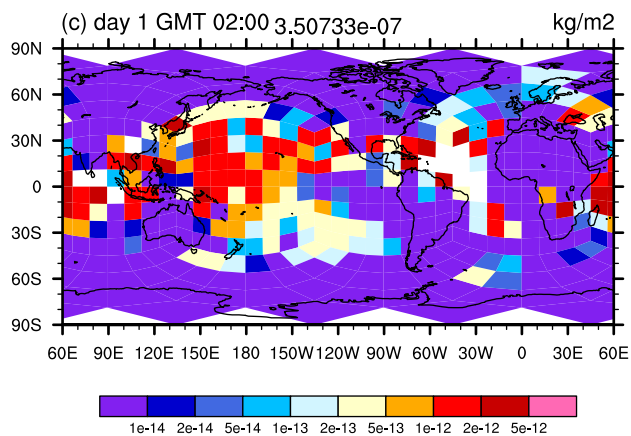 (c) day 1 GMT 02:00 3.50733e-07 kg/m2
90N
60N
30N
0
30S
60S
90S
60E 90E 120E 150E 180 150W 120W 90W 60W 30W 0 30E 60E
1e-14 2e-14 5e-14 1e-13 2e-13 5e-13 1e-12 2e-12 5e-12